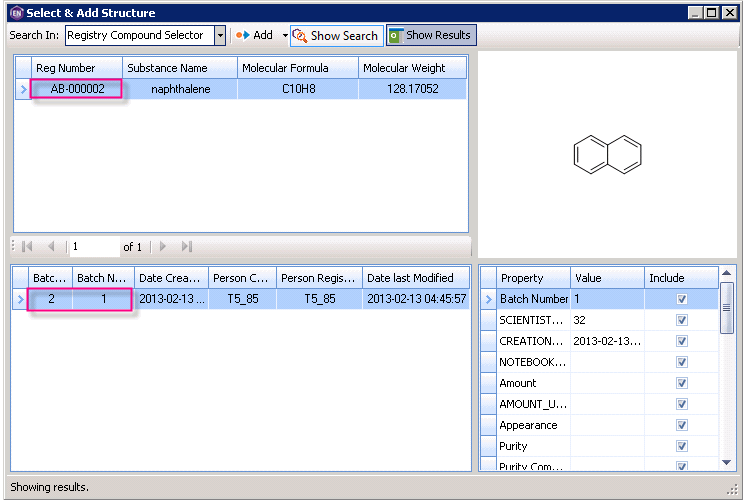 EN Select & Add Structure
Search In: Registry Compound Selector Add Show Search Show Results
Reg Number Substance Name Molecular Formula Molecular Weight
AB-000002 naphthalene C10H8 128.17052
1 of 1
Batc... Batch N... Date Crea... Person C... Person Regis... Date last Modified
2 1 2013-02-13 ... T5_85 T5_85 2013-02-13 04:45:57
Property Value Include
Batch Number 1
SCIENTIST... 32
CREATION... 2013-02-13...
NOTEBOOK...
Amount
AMOUNT_U...
Appearance
Purity
Purity Com...
Showing results.